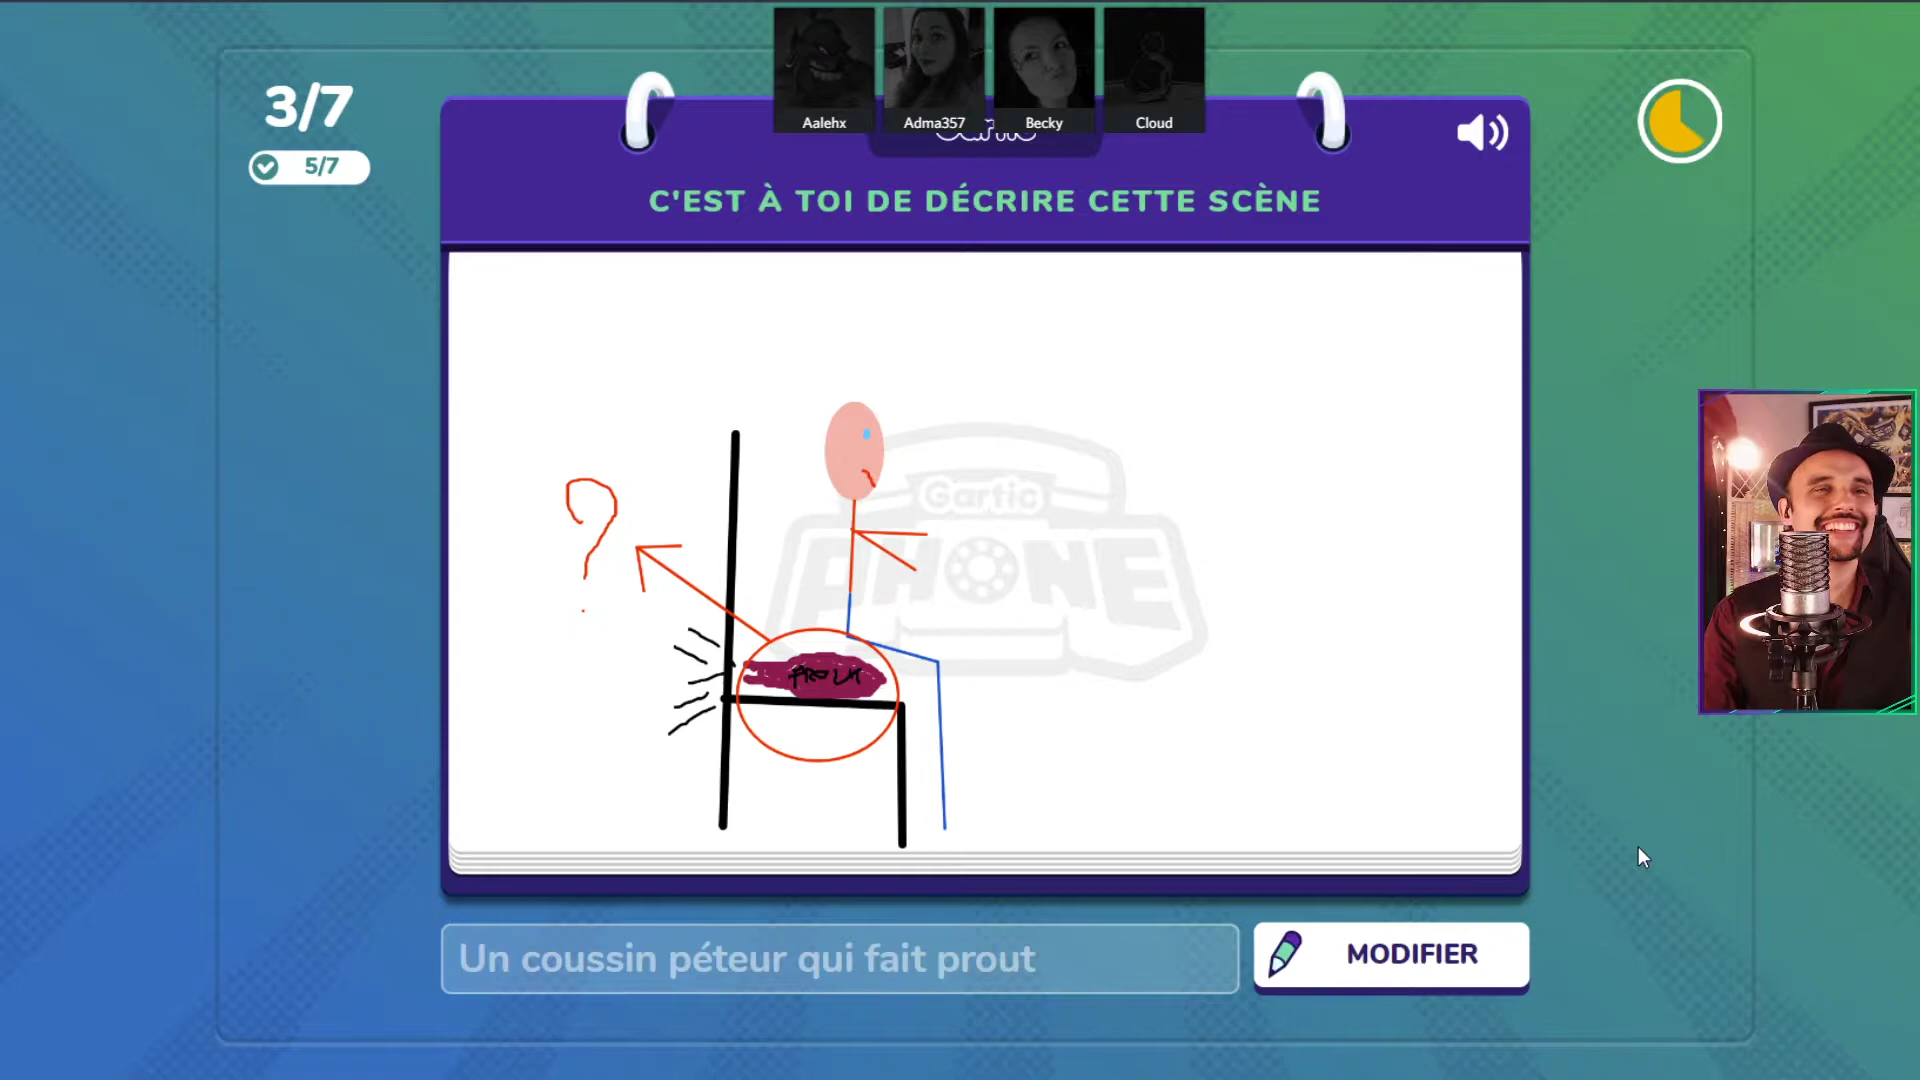 3/7
5/7
Aalehx
Adma357
Becky
Cloud
C'EST À TOI DE DÉCRIRE CETTE SCÈNE
Gartic
PHONE
PROUT
Un coussin péteur qui fait prout
MODIFIER